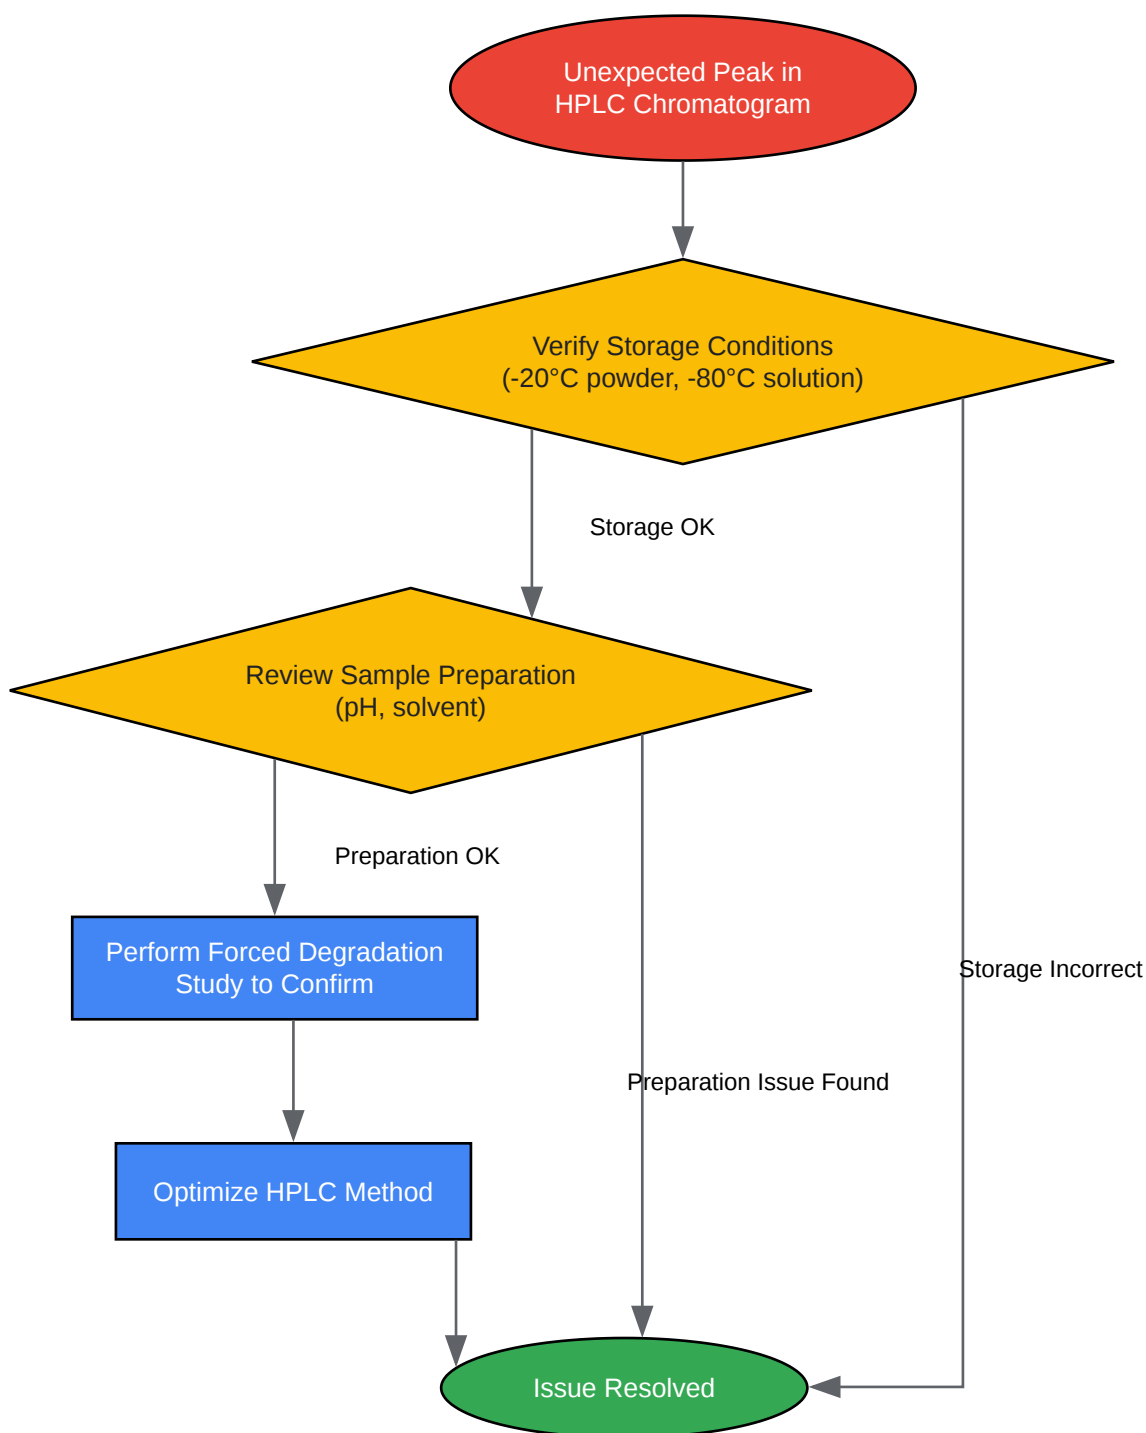 Unexpected Peak in
HPLC Chromatogram
Verify Storage Conditions
(-20°C powder, -80°C solution)
Storage OK
Review Sample Preparation
(pH, solvent)
Preparation OK
Perform Forced Degradation
Study to Confirm
Storage Incorrect
Preparation Issue Found
Optimize HPLC Method
Issue Resolved